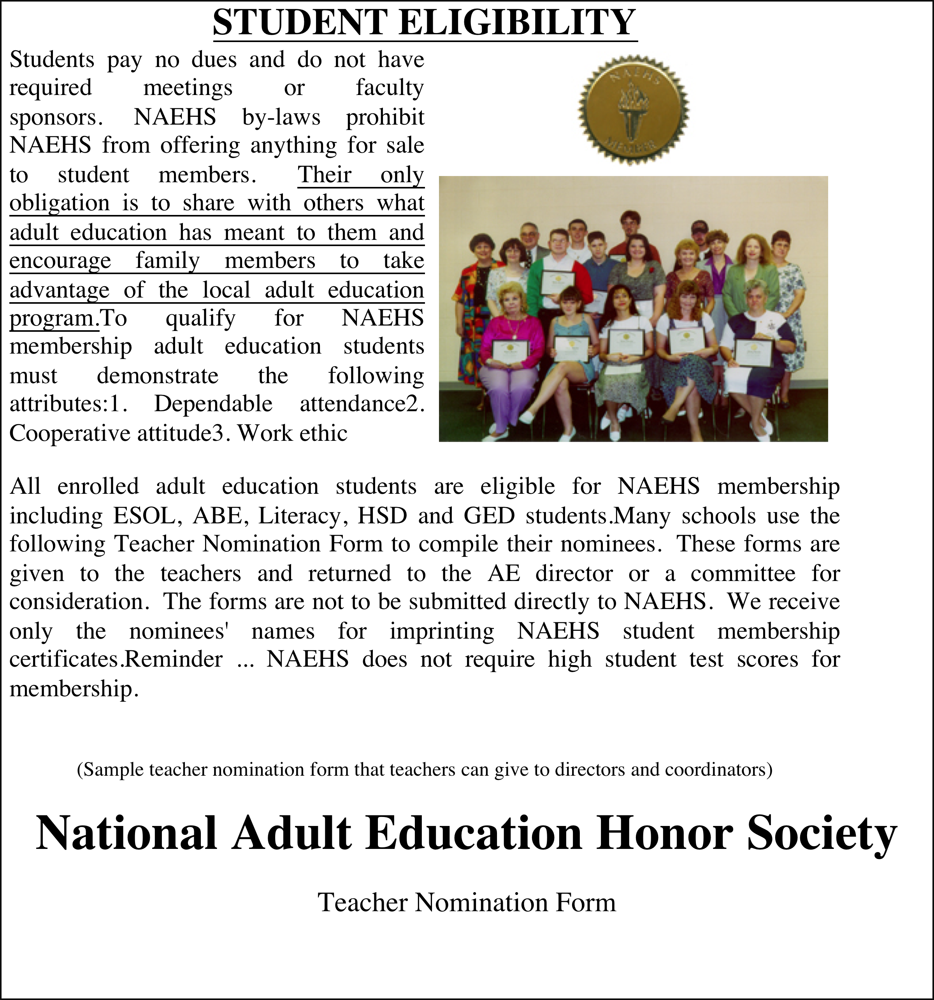 STUDENT ELIGIBILITY
Students pay no dues and do not have
required meetings or faculty
sponsors. NAEHS by-laws prohibit
NAEHS from offering anything for sale
to student members. Their only
obligation is to share with others what
adult education has meant to them and
encourage family members to take
advantage of the local adult education
program.To qualify for NAEHS
membership adult education students
must demonstrate the following
attributes:1. Dependable attendance2.
Cooperative attitude3. Work ethic
NAEHS
MEMBER
All enrolled adult education students are eligible for NAEHS membership
including ESOL, ABE, Literacy, HSD and GED students.Many schools use the
following Teacher Nomination Form to compile their nominees. These forms are
given to the teachers and returned to the AE director or a committee for
consideration. The forms are not to be submitted directly to NAEHS. We receive
only the nominees' names for imprinting NAEHS student membership
certificates.Reminder ... NAEHS does not require high student test scores for
membership.
(Sample teacher nomination form that teachers can give to directors and coordinators)
National Adult Education Honor Society
Teacher Nomination Form